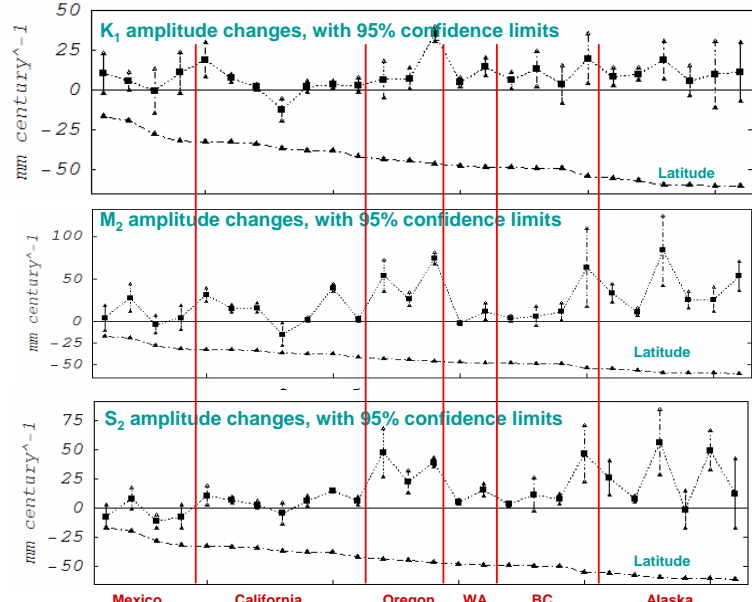 K1 amplitude changes, with 95% confidence limits
50
25
0
-25
-50
mm century^-1
Latitude
M2 amplitude changes, with 95% confidence limits
100
50
0
-50
mm century^-1
Latitude
S2 amplitude changes, with 95% confidence limits
75
50
25
0
-25
-50
mm century^-1
Latitude
Mexico California Oregon WA BC Alaska